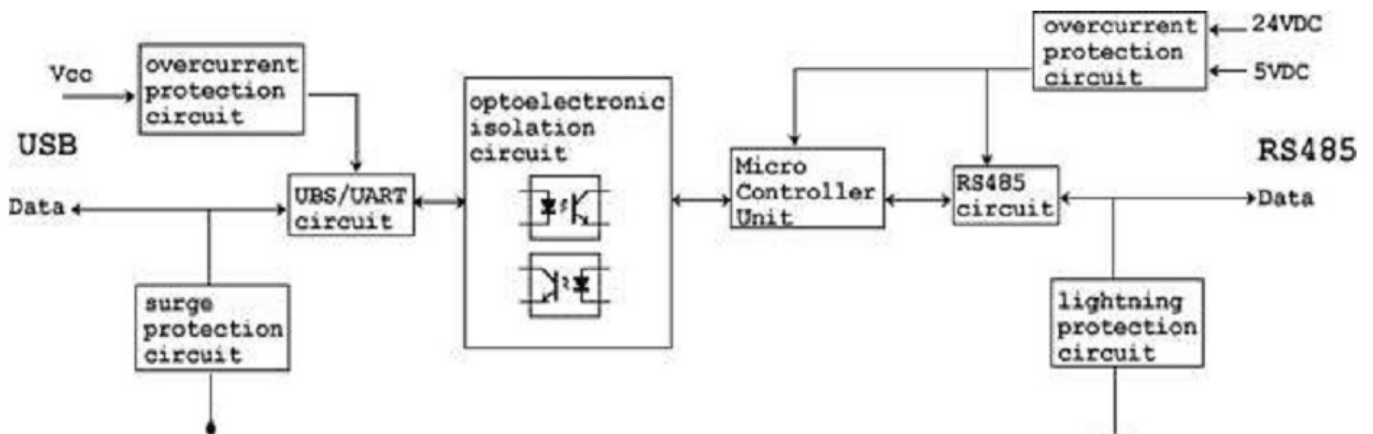 overcurrent
protection
circuit
24VDC
5VDC
Vcc
overcurrent
protection
circuit
USB
optoelectronic
isolation
circuit
Micro
Controller
Unit
RS485
circuit
RS485
Data
UBS/UART
circuit
Data
surge
protection
circuit
lightning
protection
circuit